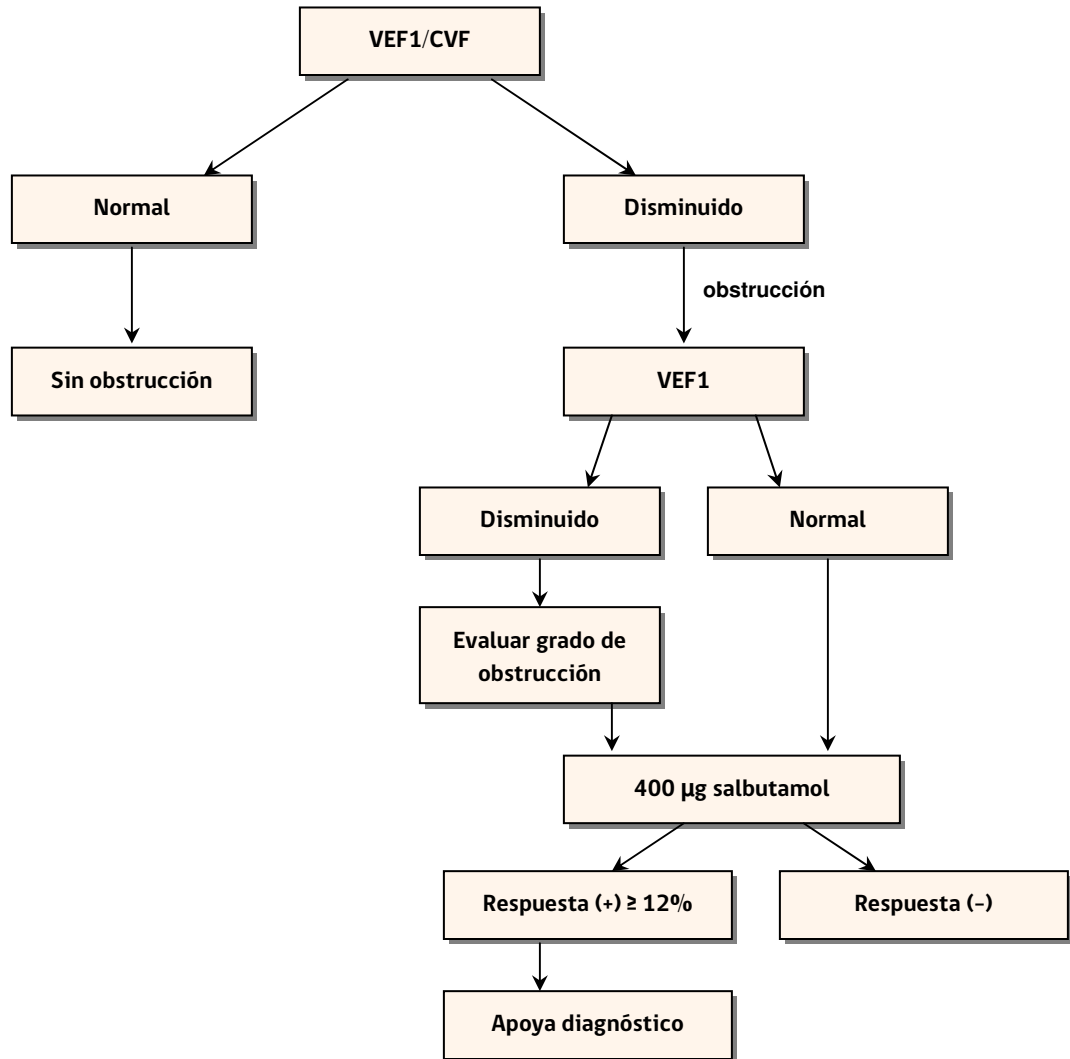 VEF1/CVF
Normal
Disminuido
obstrucción
Sin obstrucción
VEF1
Disminuido
Normal
Evaluar grado de
obstrucción
400 µg salbutamol
Respuesta (+) ≥ 12%
Respuesta (-)
Apoya diagnóstico